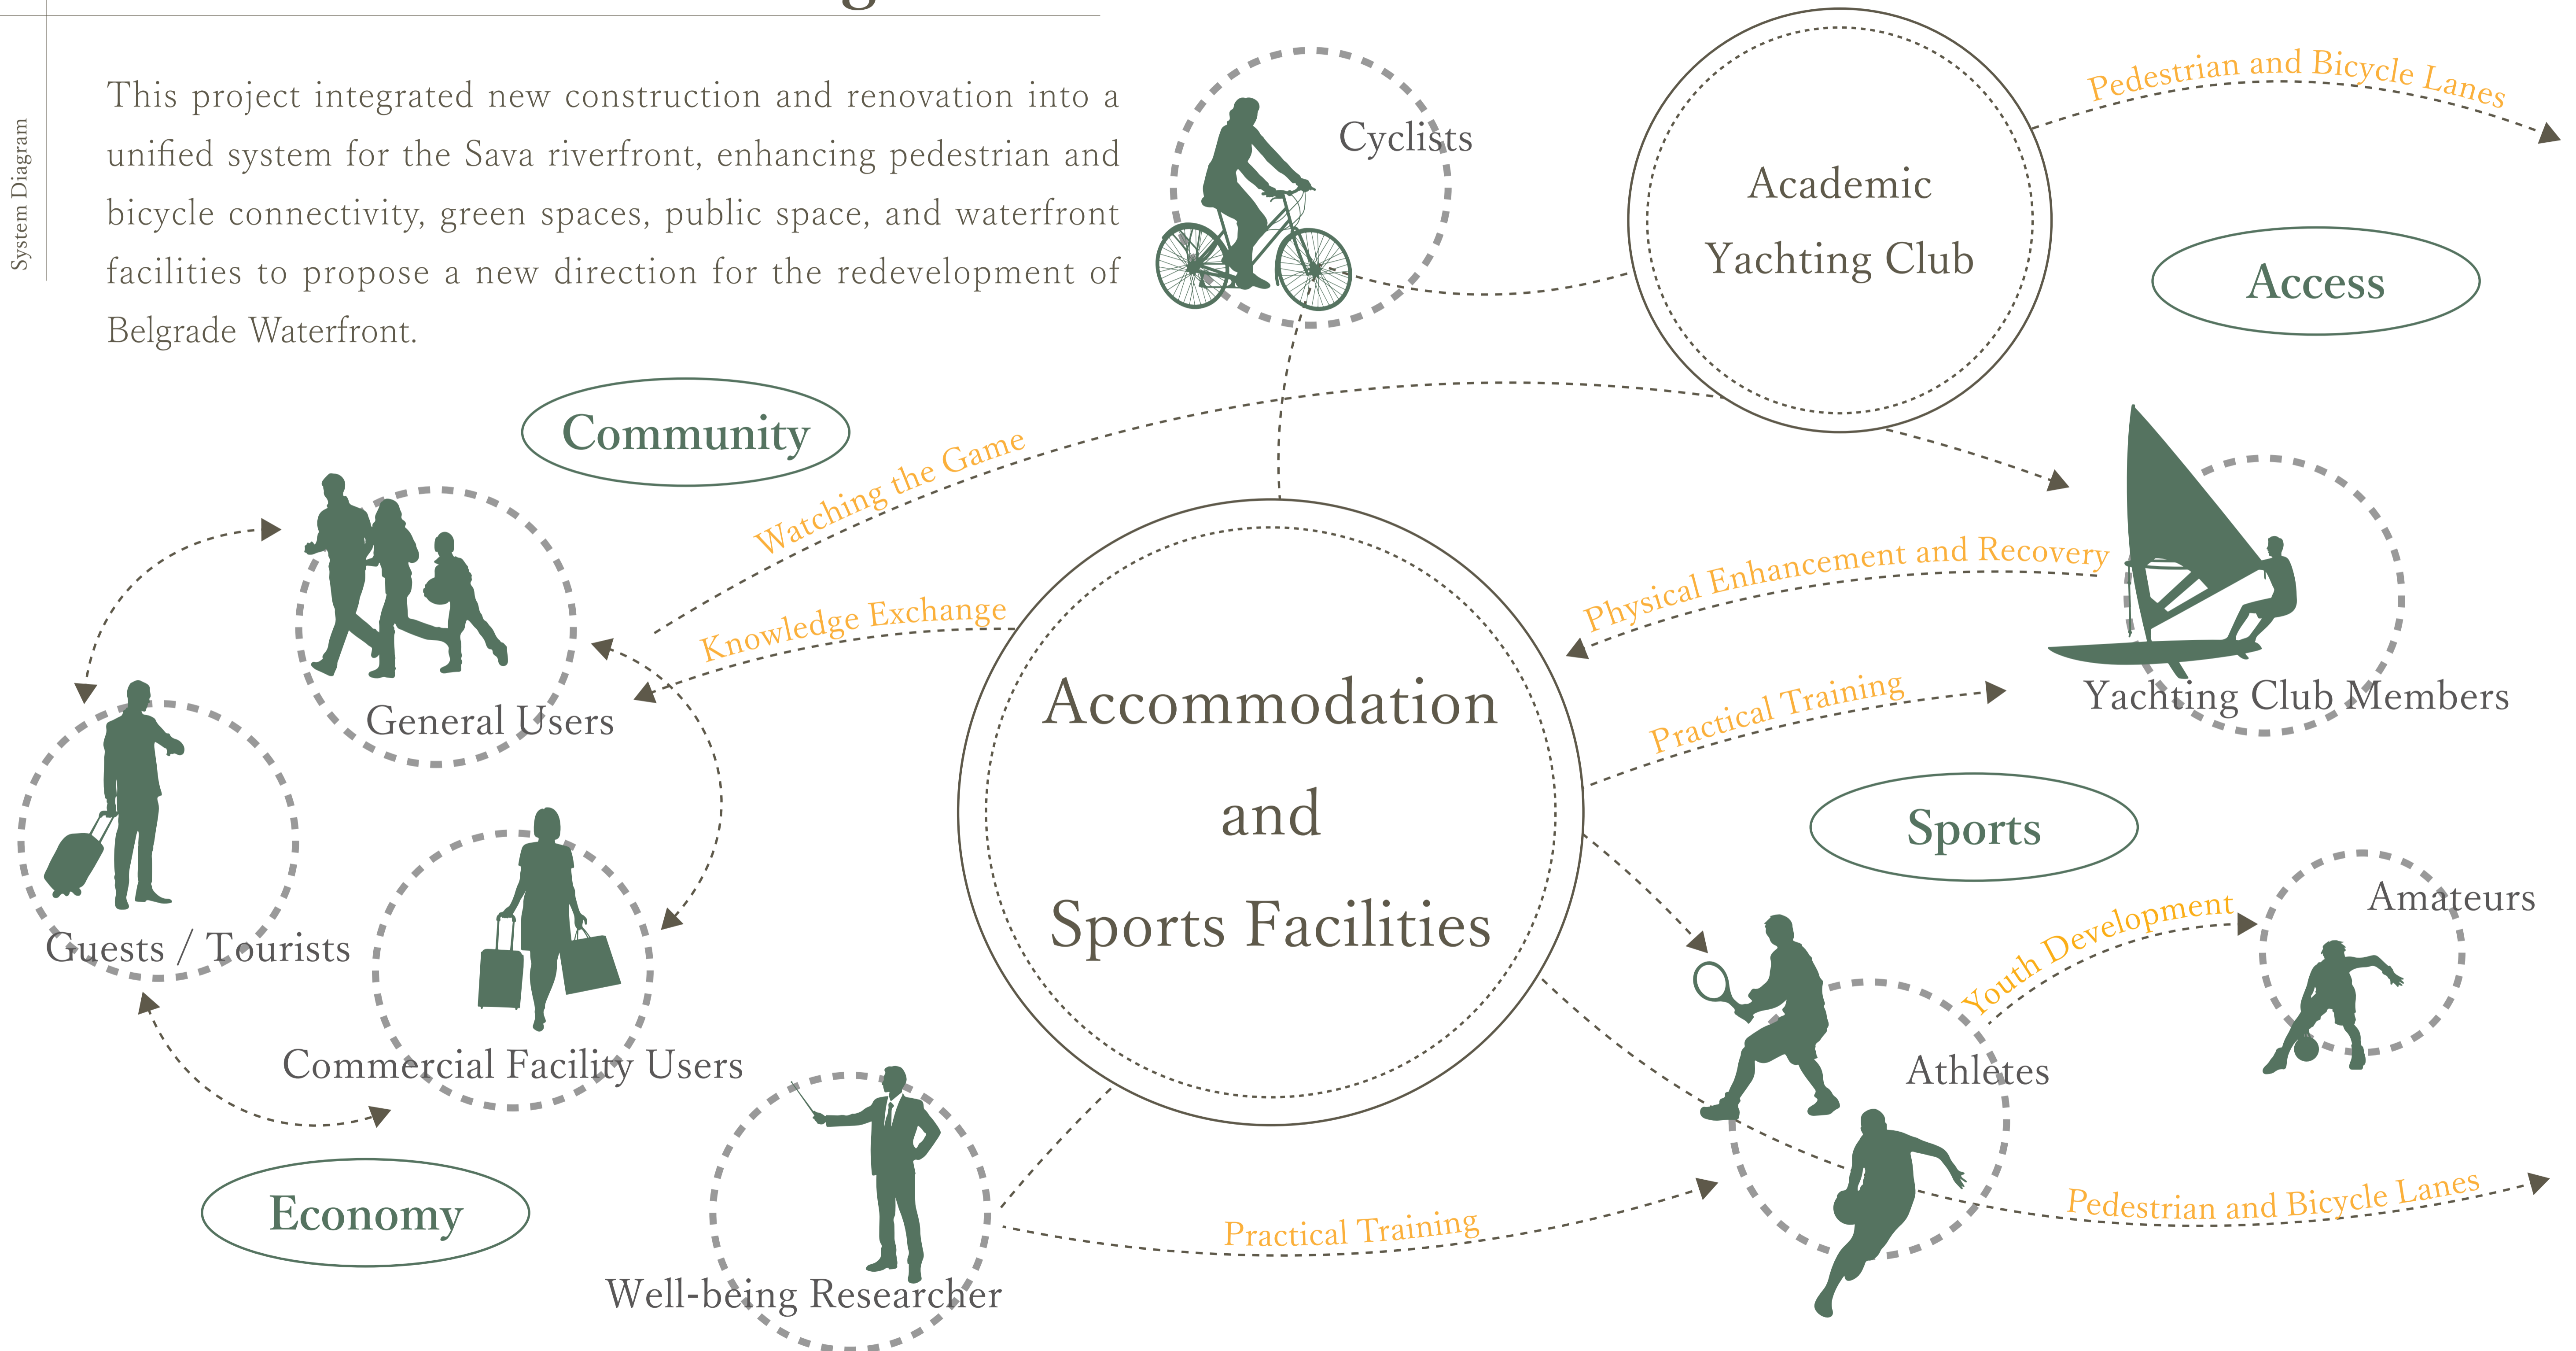 System Diagram
This project integrated new construction and renovation into a
unified system for the Sava riverfront, enhancing pedestrian and
bicycle connectivity, green spaces, public space, and waterfront
facilities to propose a new direction for the redevelopment of
Belgrade Waterfront.
Cyclists
Academic
Yachting Club
Pedestrian and Bicycle Lanes
Access
Community
Watching the Game
Knowledge Exchange
General Users
Physical Enhancement and Recovery
Practical Training
Yachting Club Members
Accommodation
and
Sports Facilities
Sports
Guests / Tourists
Commercial Facility Users
Youth Development
Amateurs
Athletes
Economy
Well-being Researcher
Practical Training
Pedestrian and Bicycle Lanes